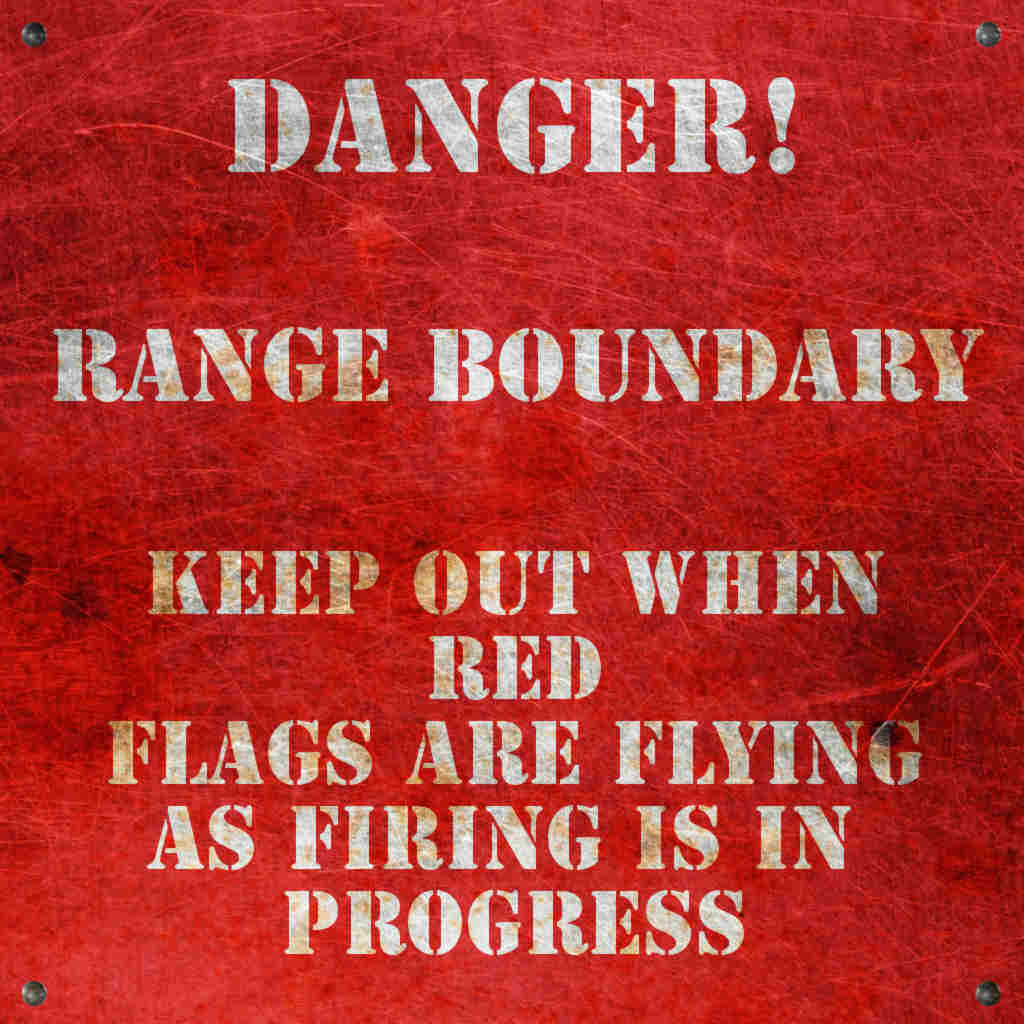 DANGER!
RANGE BOUNDARY
KEEP OUT WHEN
RED
FLAGS ARE FLYING
AS FIRING IS IN
PROGRESS